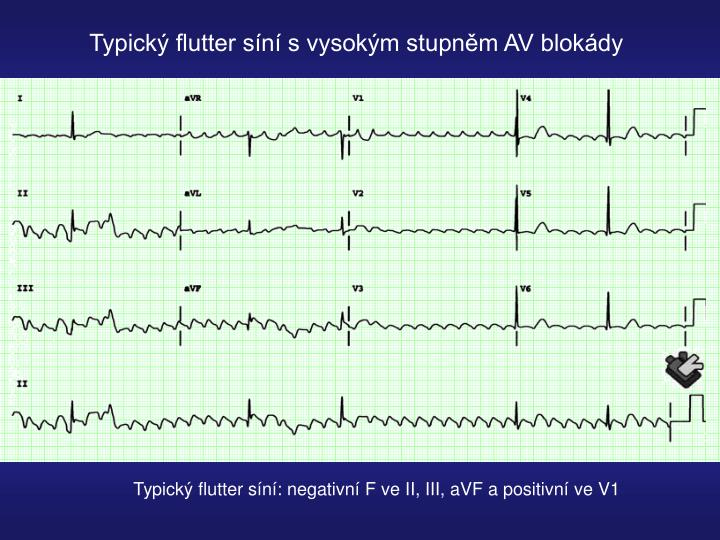 Typický flutter síní s vysokým stupněm AV blokády
I aVR V1 V4
II aVL V2 V5
III aVF V3 V6
II
Typický flutter síní: negativní F ve II, III, aVF a positivní ve V1